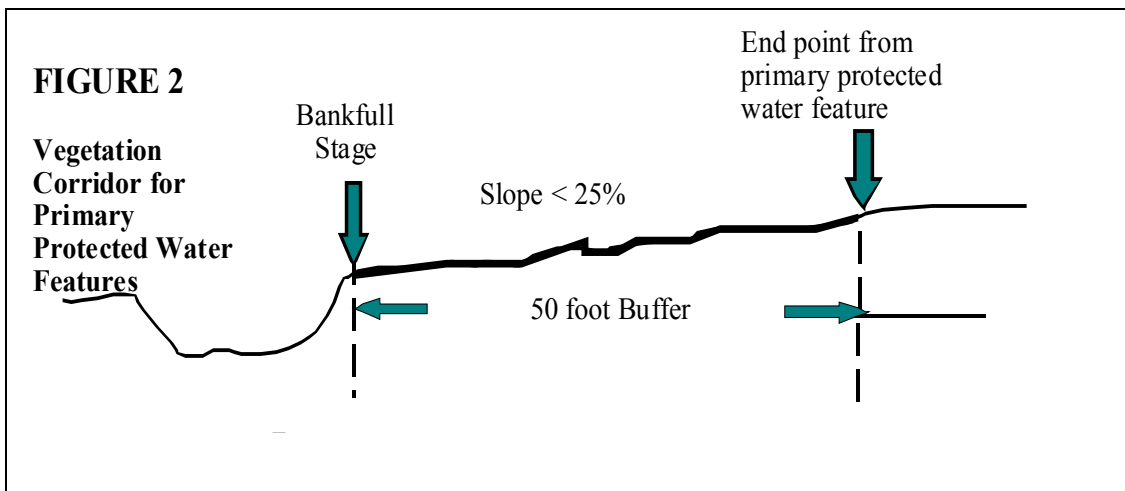 FIGURE 2
Vegetation
Corridor for
Primary
Protected Water
Features
Bankfull
Stage
Slope < 25%
End point from
primary protected
water feature
50 foot Buffer